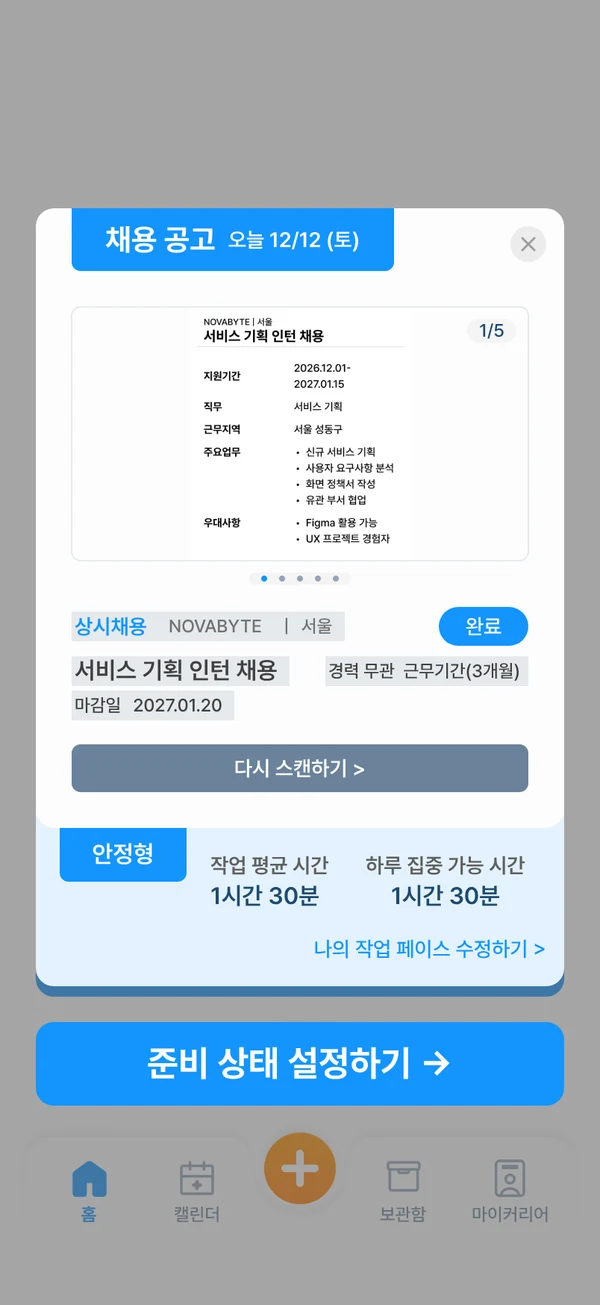 채용 공고 오늘 12/12 (토)
1/5
NOVABYTE | 서울
서비스 기획 인턴 채용
지원기간 2026.12.01-
2027.01.15
직무 서비스 기획
근무지역 서울 성동구
주요업무 • 신규 서비스 기획
• 사용자 요구사항 분석
• 화면 정책서 작성
• 유관 부서 협업
우대사항 • Figma 활용 가능
• UX 프로젝트 경험자
상시채용 NOVABYTE | 서울 완료
서비스 기획 인턴 채용 경력 무관 근무기간(3개월)
마감일 2027.01.20
다시 스캔하기 >
안정형 작업 평균 시간 하루 집중 가능 시간
1시간 30분 1시간 30분
나의 작업 페이스 수정하기 >
준비 상태 설정하기 →
홈 캘린더 보관함 마이커리어